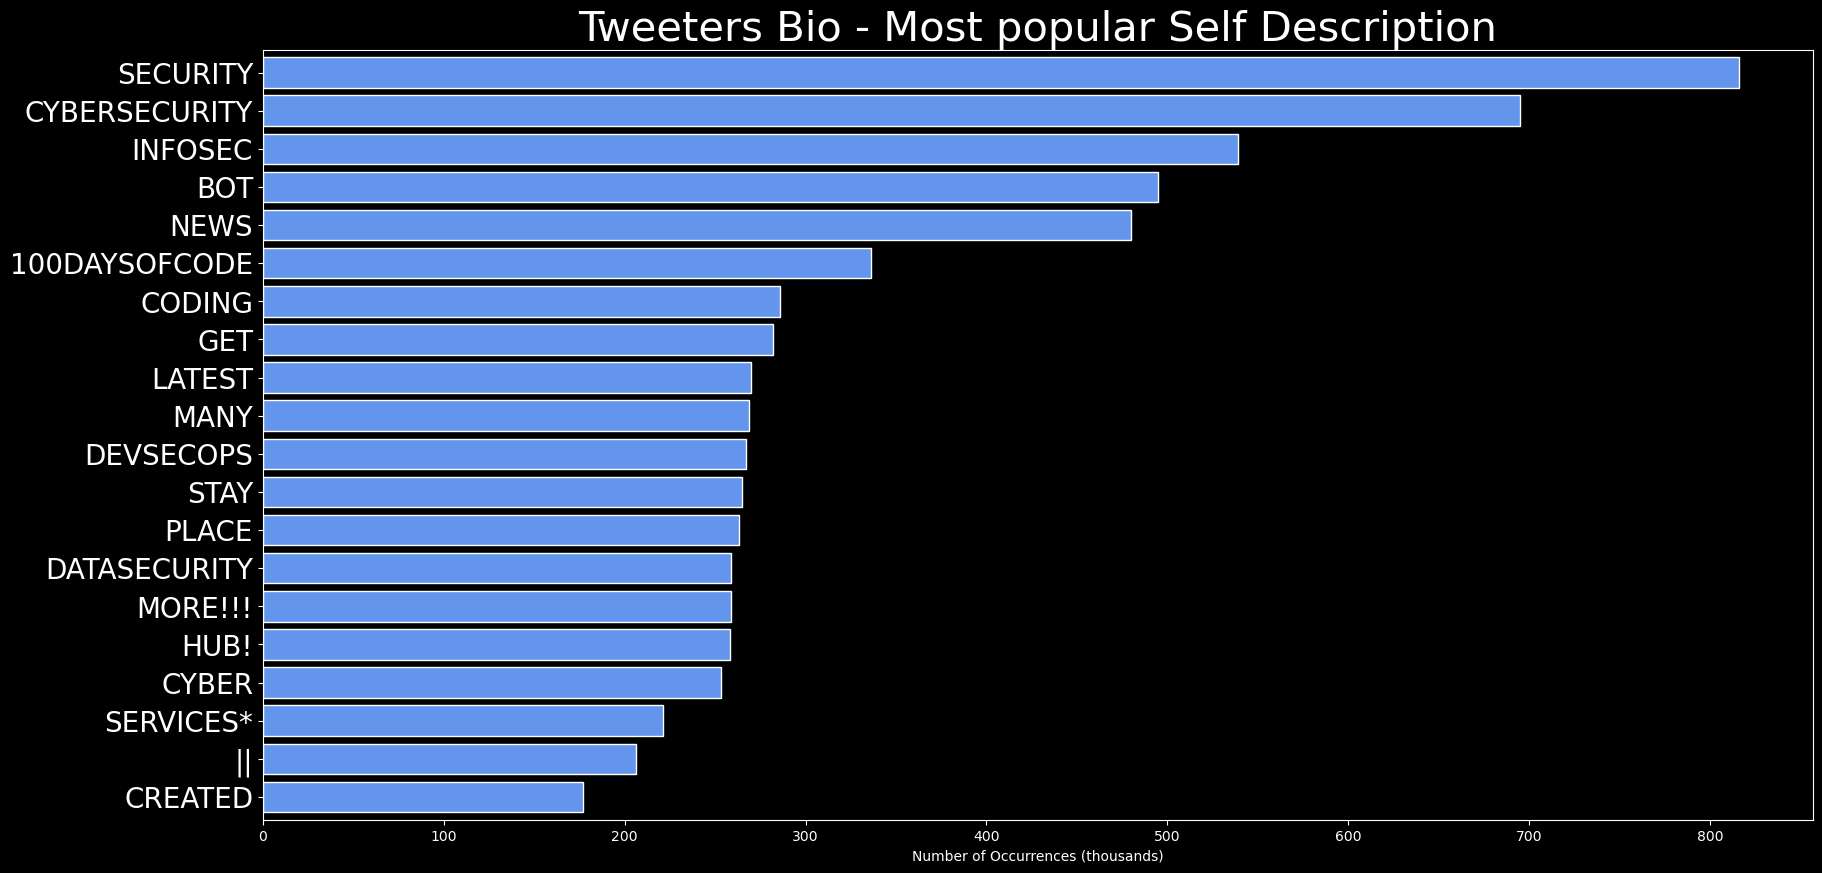 Tweeters Bio - Most popular Self Description
SECURITY
CYBERSECURITY
INFOSEC
BOT
NEWS
100DAYSOFCODE
CODING
GET
LATEST
MANY
DEVSECOPS
STAY
PLACE
DATASECURITY
MORE!!!
HUB!
CYBER
SERVICES*
||
CREATED
0 100 200 300 400 500 600 700 800
Number of Occurrences (thousands)